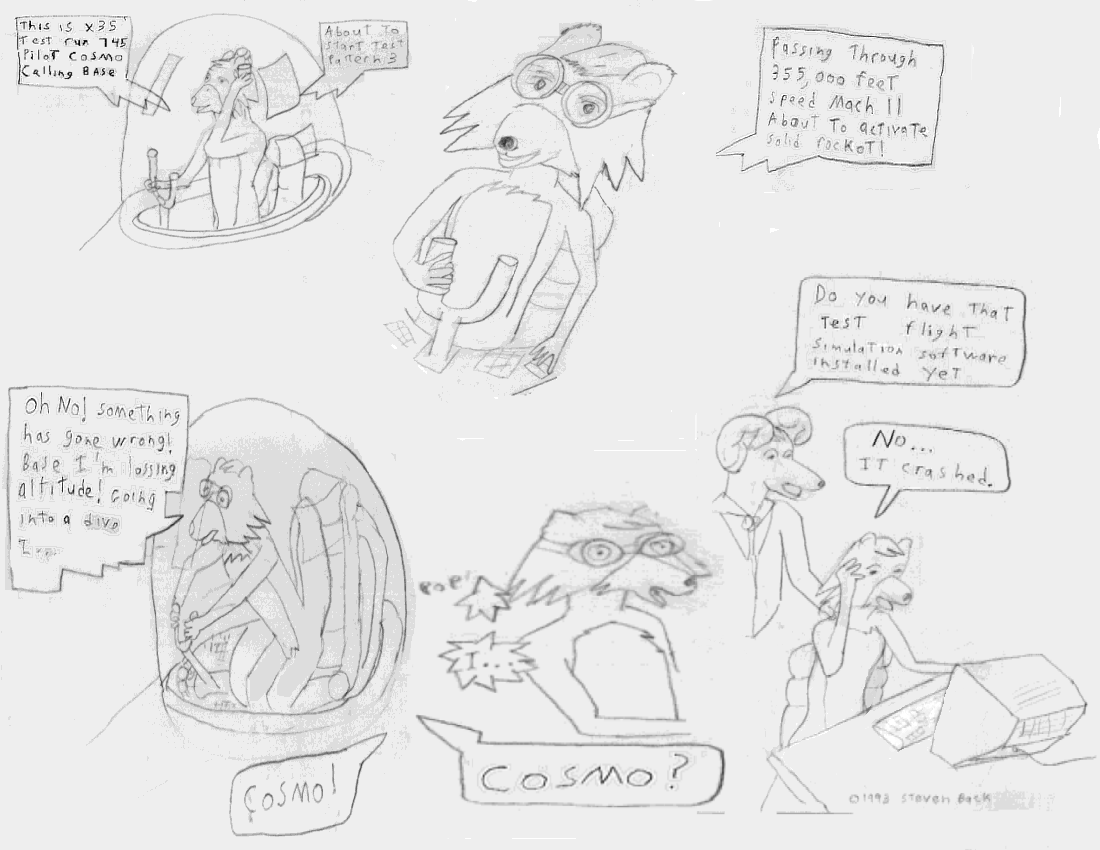 This is x35
Test run 745
Pilot Cosmo
Calling BASE
About To
start Test
Patern 3
Passing Through
355,000 feet
speed Mach 11
About To activate
solid rocket!
Oh No! something
has gone wrong!
Base I'm lossing
altitude! Going
into a dive
I...
COSMO!
POP!
I...
COSMO?
Do you have that
Test flight
simulation software
installed yet
No...
IT crashed.
©1993 Steven Back